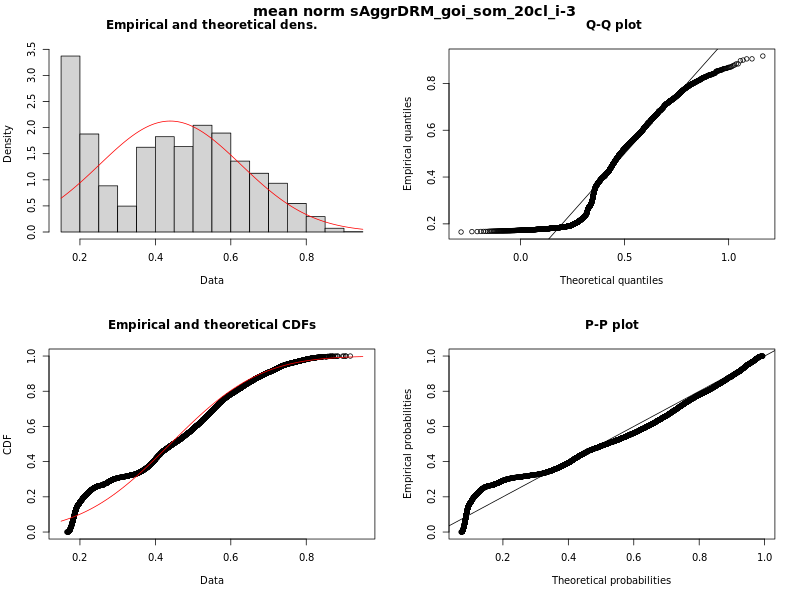 mean norm sAggrDRM_goi_som_20cl_i-3
Empirical and theoretical dens.
Density
0.0 0.5 1.0 1.5 2.0 2.5 3.0 3.5
0.2 0.4 0.6 0.8
Data
Q-Q plot
Empirical quantiles
0.2 0.4 0.6 0.8
0.0 0.5 1.0
Theoretical quantiles
Empirical and theoretical CDFs
CDF
0.0 0.2 0.4 0.6 0.8 1.0
0.2 0.4 0.6 0.8
Data
P-P plot
Empirical probabilities
0.0 0.2 0.4 0.6 0.8 1.0
0.2 0.4 0.6 0.8 1.0
Theoretical probabilities